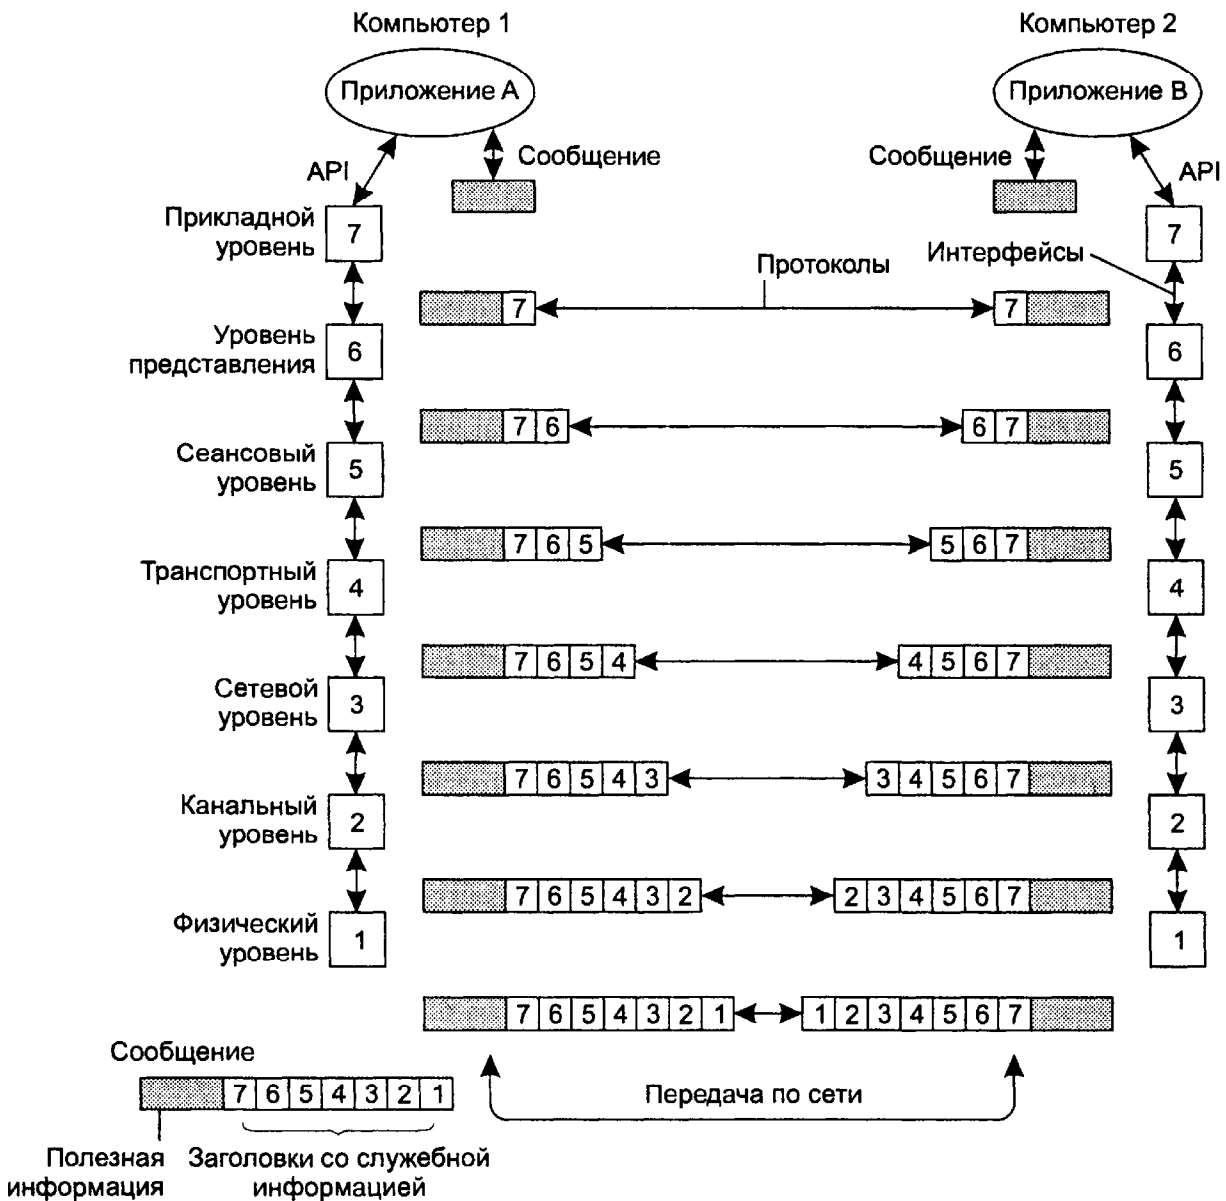 Компьютер 1
Компьютер 2
Приложение А
Приложение В
Сообщение
Сообщение
API
API
Прикладной
уровень
7
7
Интерфейсы
Протоколы
7
7
Уровень
представления
6
6
7 6
6 7
Сеансовый
уровень
5
5
7 6 5
5 6 7
Транспортный
уровень
4
4
7 6 5 4
4 5 6 7
Сетевой
уровень
3
3
7 6 5 4 3
3 4 5 6 7
Канальный
уровень
2
2
7 6 5 4 3 2
2 3 4 5 6 7
Физический
уровень
1
1
7 6 5 4 3 2 1
1 2 3 4 5 6 7
Сообщение
7 6 5 4 3 2 1
Передача по сети
Полезная
информация
Заголовки со служебной
информацией